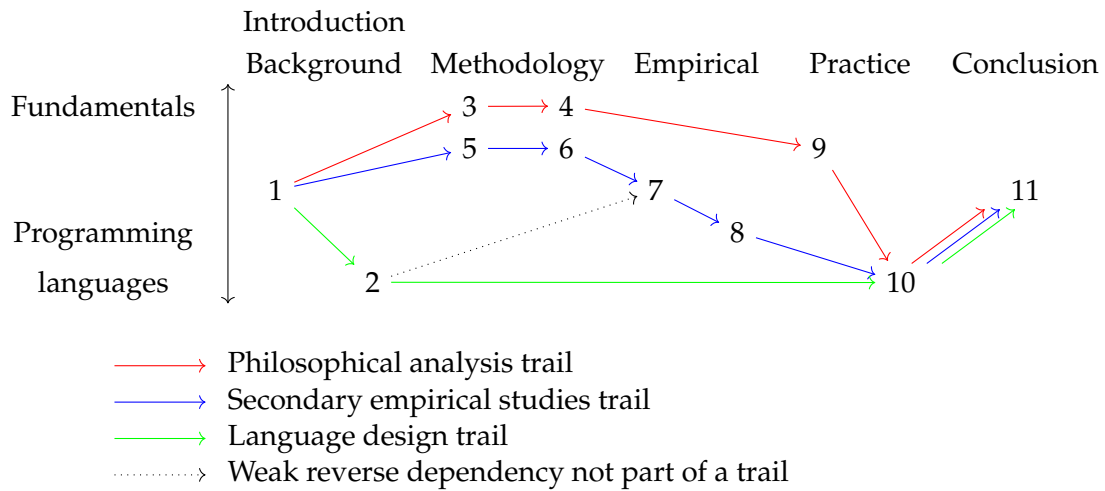 Introduction
Background Methodology Empirical Practice Conclusion
Fundamentals 3 4
5 6 9
1 7 11
Programming 8
languages 2 10
Philosophical analysis trail
Secondary empirical studies trail
Language design trail
Weak reverse dependency not part of a trail